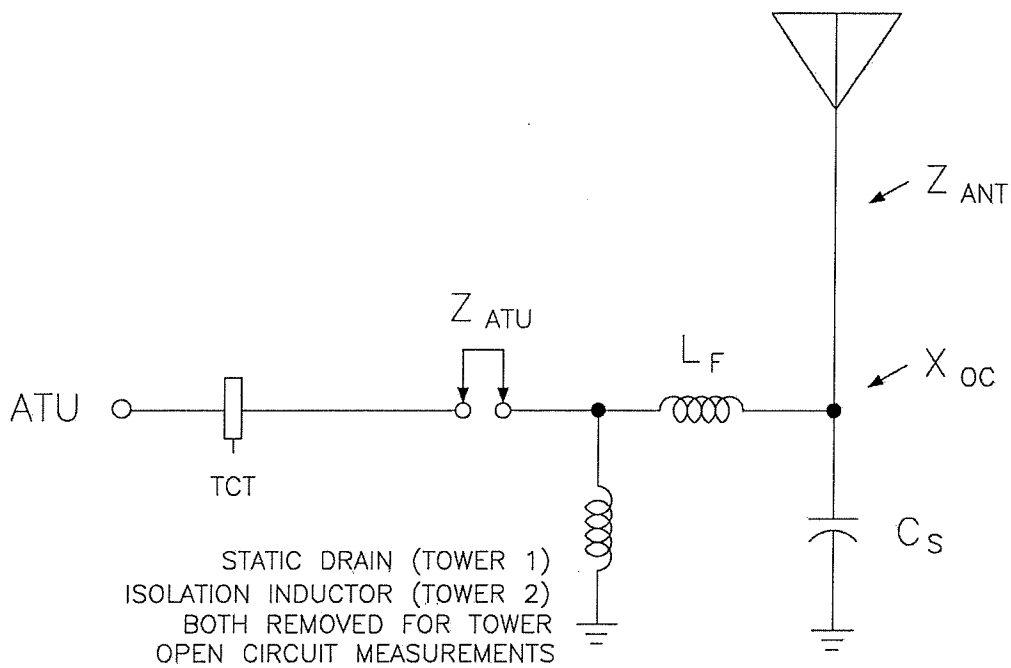 Z ANT
Z ATU
L F
X OC
ATU
TCT
C S
STATIC DRAIN (TOWER 1)
ISOLATION INDUCTOR (TOWER 2)
BOTH REMOVED FOR TOWER
OPEN CIRCUIT MEASUREMENTS